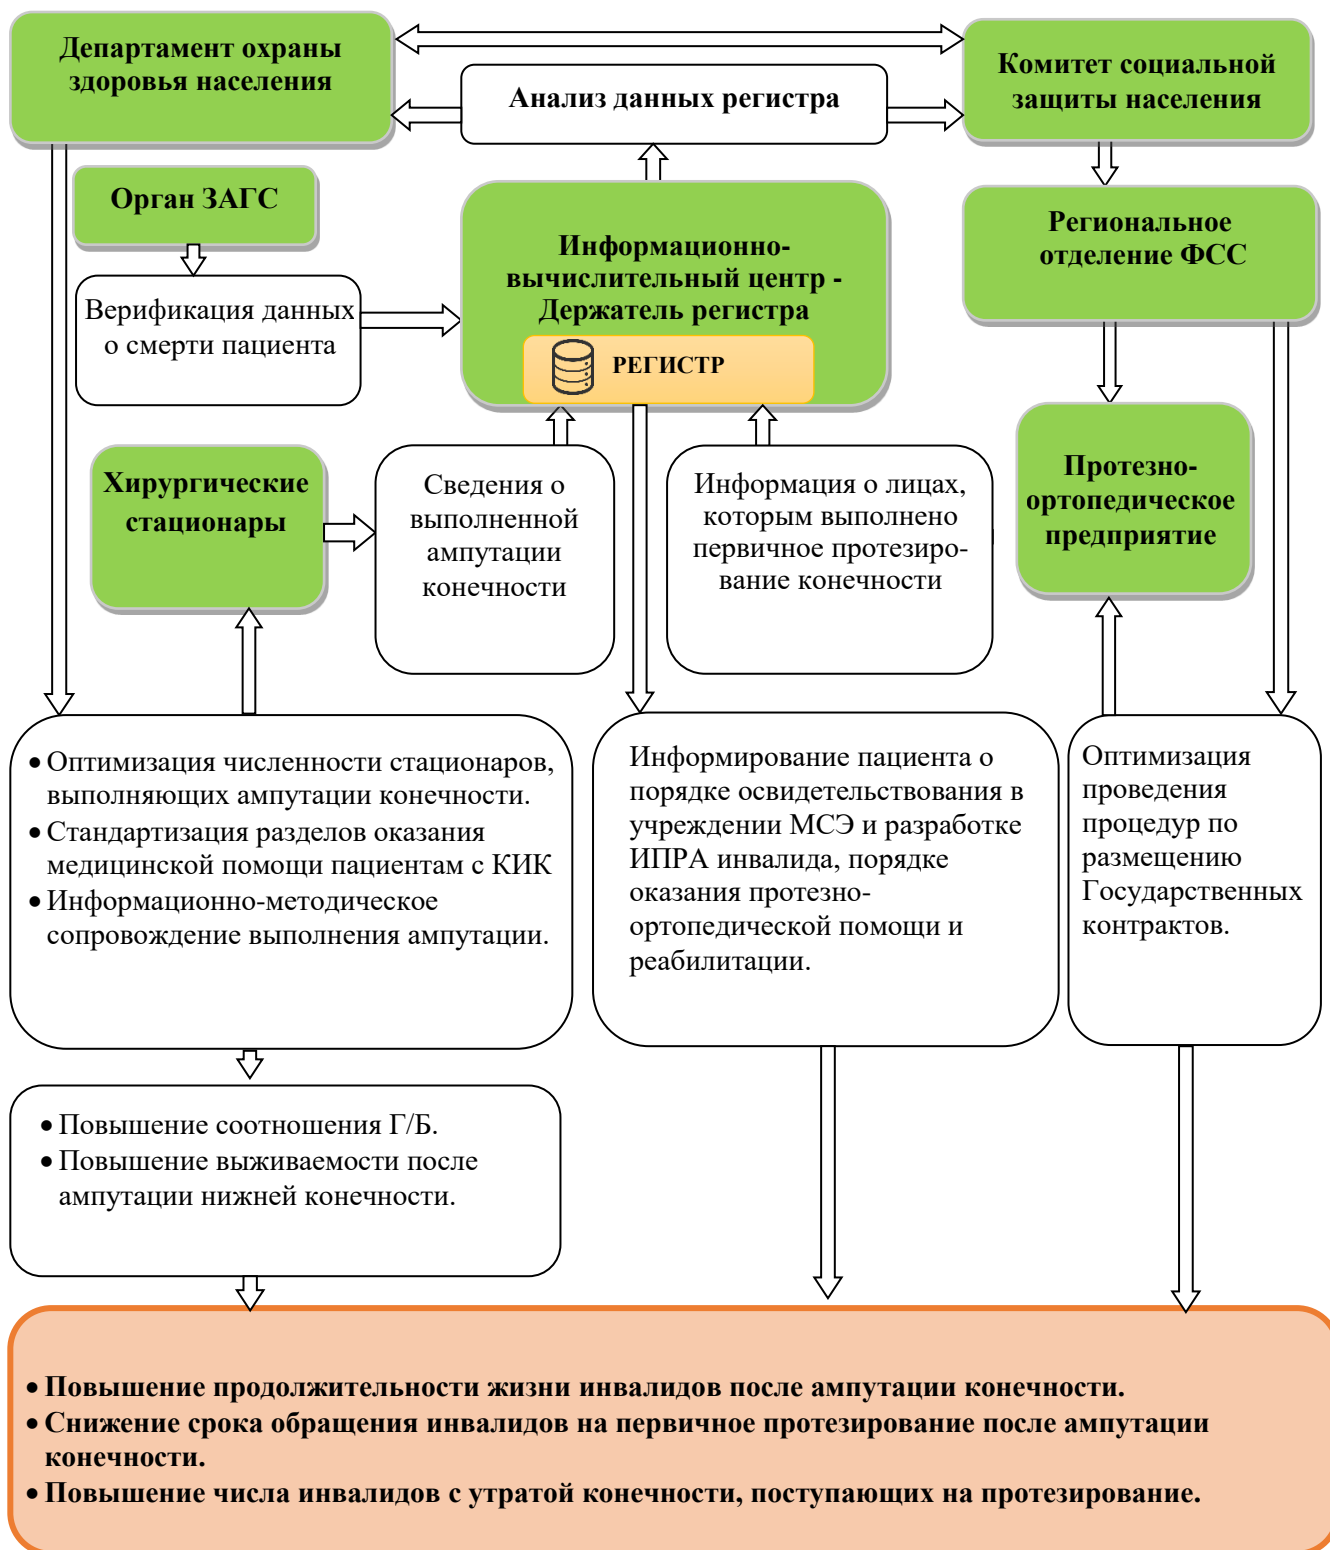 Департамент охраны
здоровья населения
Анализ данных регистра
Комитет социальной
защиты населения
Орган ЗАГС
Информационно-
вычислительный центр -
Держатель регистра
РЕГИСТР
Региональное
отделение ФСС
Верификация данных
о смерти пациента
Хирургические
стационары
Сведения о
выполненной
ампутации
конечности
Информация о лицах,
которым выполнено
первичное протезиро-
вание конечности
Протезно-
ортопедическое
предприятие
• Оптимизация численности стационаров,
выполняющих ампутации конечности.
• Стандартизация разделов оказания
медицинской помощи пациентам с КИК
• Информационно-методическое
сопровождение выполнения ампутации.
Информирование пациента о
порядке освидетельствования в
учреждении МСЭ и разработке
ИПРА инвалида, порядке
оказания протезно-
ортопедической помощи и
реабилитации.
Оптимизация
проведения
процедур по
размещению
Государственных
контрактов.
• Повышение соотношения Г/Б.
• Повышение выживаемости после
ампутации нижней конечности.
• Повышение продолжительности жизни инвалидов после ампутации конечности.
• Снижение срока обращения инвалидов на первичное протезирование после ампутации
конечности.
• Повышение числа инвалидов с утратой конечности, поступающих на протезирование.